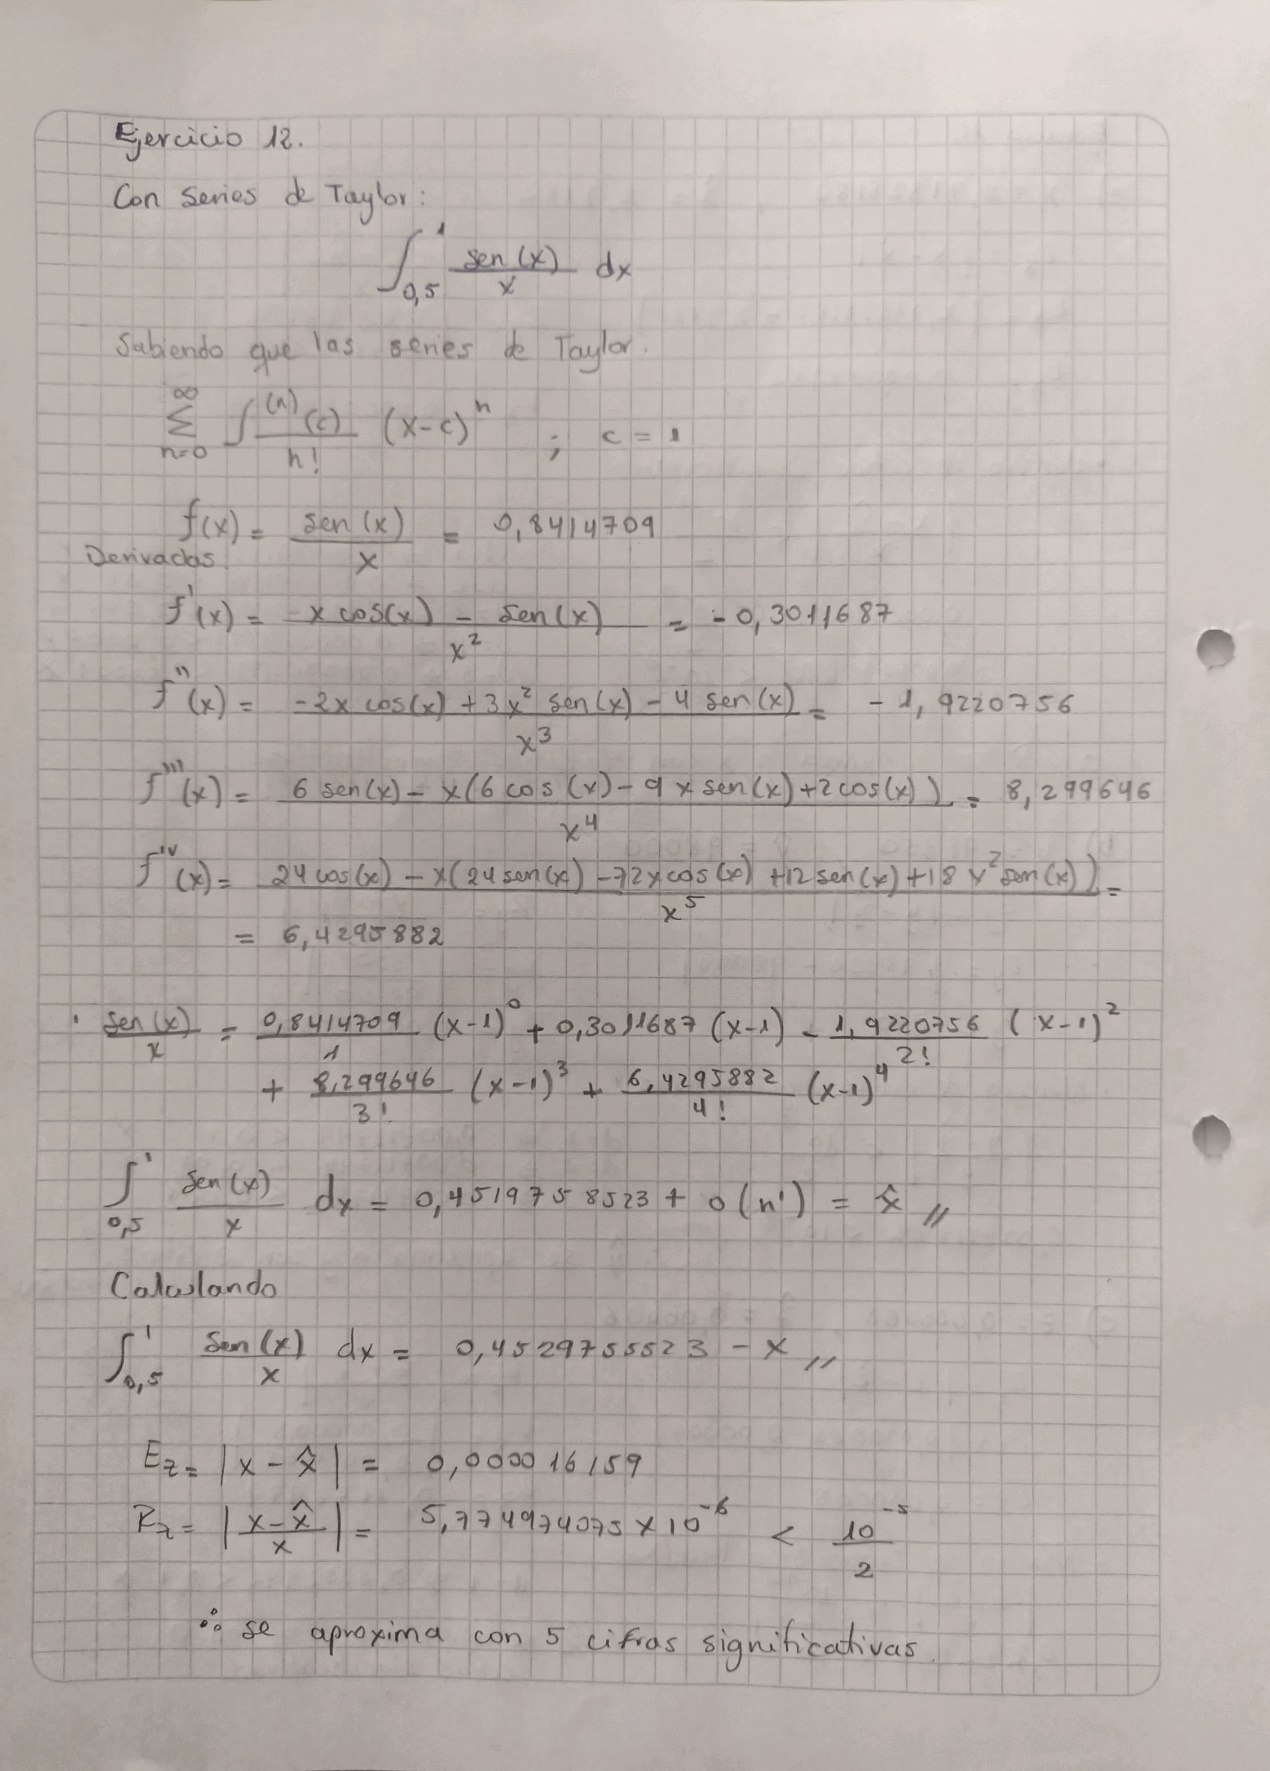 Ejercicio 12.
Con series de Taylor:
∫_{0,5}^{1} sen(x)/x dx
Sabiendo que las series de Taylor.
∑_{n=0}^{∞} f^{(n)}(c)/n! (x-c)^n ; c = 1
f(x) = sen(x)/x = 0,8414709
Derivadas.
f'(x) = (-x cos(x) - sen(x))/x² = -0,3011687
f''(x) = (-2x cos(x) + 3x² sen(x) - 4 sen(x))/x³ = -1,9220756
f'''(x) = (6 sen(x) - x(6 cos(x) - 9x sen(x) + 2cos(x)))/x⁴ = 8,299646
f^{iv}(x) = (24 cos(x) - x(24 sen(x) - 72x cos(x) + 12 sen(x) + 18x² sen(x)))/x⁵ =
= 6,4295882
· sen(x)/x = 0,8414709/1 (x-1)⁰ + 0,3011687 (x-1) - 1,9220756/2! (x-1)²
+ 8,299646/3! (x-1)³ + 6,4295882/4! (x-1)⁴
∫_{0,5}^{1} sen(x)/x dx = 0,4519758523 + 0(n') = x̂ //
Calculando
∫_{0,5}^{1} sen(x)/x dx = 0,4529755523 - x //
E₂ = |x - x̂| = 0,000016159
R₂ = |(x - x̂)/x| = 5,774974075 x 10⁻⁶ < 10⁻⁵/2
∴ se aproxima con 5 cifras significativas.